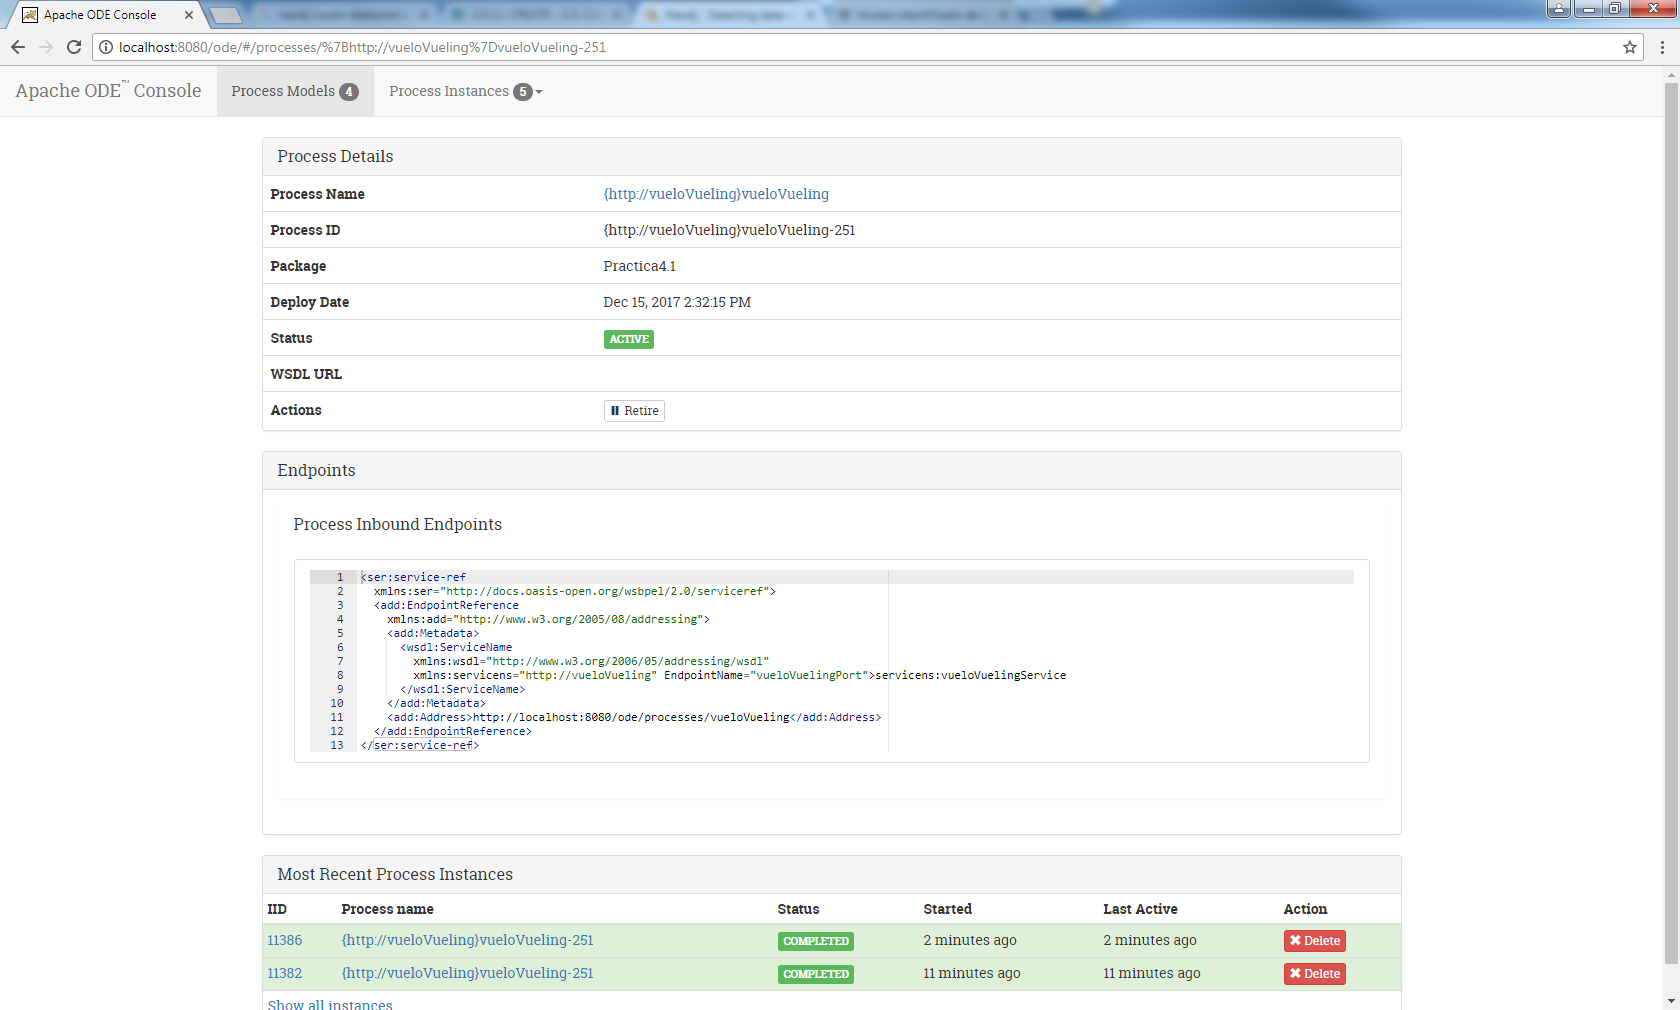 Apache ODE Console
localhost:8080/ode/#/processes/%7Bhttp://vueloVueling%7DvueloVueling-251
Apache ODE™ Console
Process Models 4
Process Instances 5
Process Details
Process Name {http://vueloVueling}vueloVueling
Process ID {http://vueloVueling}vueloVueling-251
Package Practica4.1
Deploy Date Dec 15, 2017 2:32:15 PM
Status ACTIVE
WSDL URL
Actions Retire
Endpoints
Process Inbound Endpoints
1 <ser:service-ref
2 xmlns:ser="http://docs.oasis-open.org/wsbpel/2.0/serviceref">
3 <add:EndpointReference
4 xmlns:add="http://www.w3.org/2005/08/addressing">
5 <add:Metadata>
6 <wsdl:ServiceName
7 xmlns:wsdl="http://www.w3.org/2006/05/addressing/wsdl"
8 xmlns:servicens="http://vueloVueling" EndpointName="vueloVuelingPort">servicens:vueloVuelingService
9 </wsdl:ServiceName>
10 </add:Metadata>
11 <add:Address>http://localhost:8080/ode/processes/vueloVueling</add:Address>
12 </add:EndpointReference>
13 </ser:service-ref>
Most Recent Process Instances
IID Process name Status Started Last Active Action
11386 {http://vueloVueling}vueloVueling-251 COMPLETED 2 minutes ago 2 minutes ago Delete
11382 {http://vueloVueling}vueloVueling-251 COMPLETED 11 minutes ago 11 minutes ago Delete
Show all instances